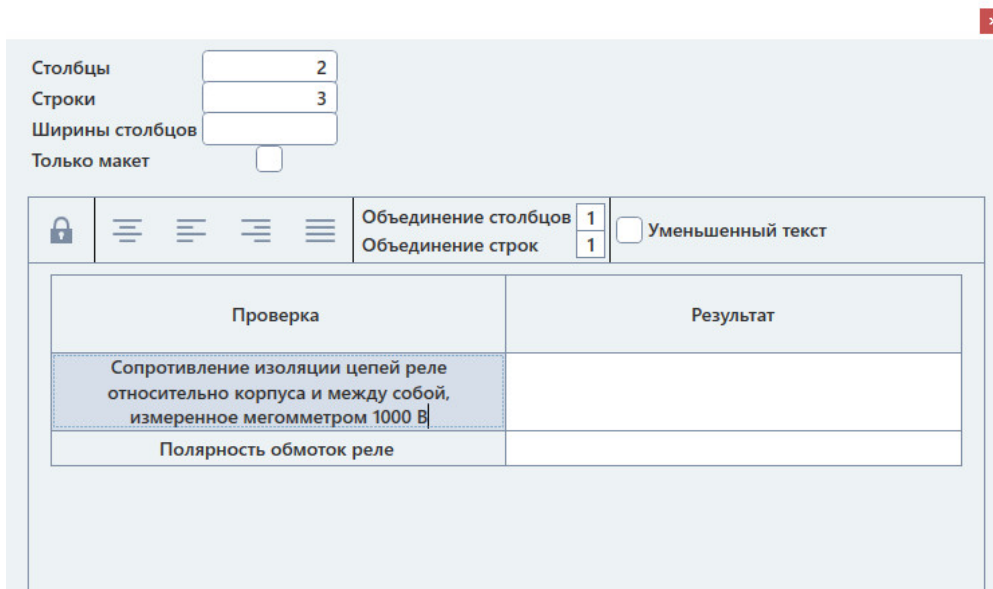 ×
Столбцы 2
Строки 3
Ширины столбцов
Только макет
Объединение столбцов 1
Объединение строк 1
Уменьшенный текст
Проверка Результат
Сопротивление изоляции цепей реле
относительно корпуса и между собой,
измеренное мегомметром 1000 В
Полярность обмоток реле